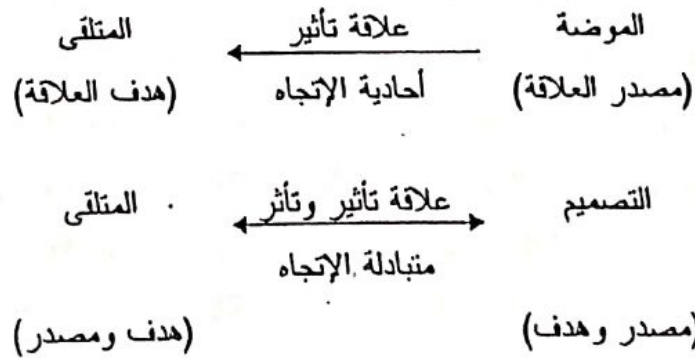 الموضة علاقة تأثير المتلقى
(مصدر العلاقة) أحادية الإتجاه (هدف العلاقة)
التصميم علاقة تأثير وتأثر المتلقى
متبادلة الإتجاه
(مصدر وهدف) (هدف ومصدر)